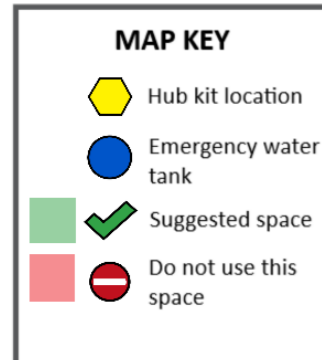 MAP KEY
Hub kit location
Emergency water
tank
Suggested space
Do not use this
space